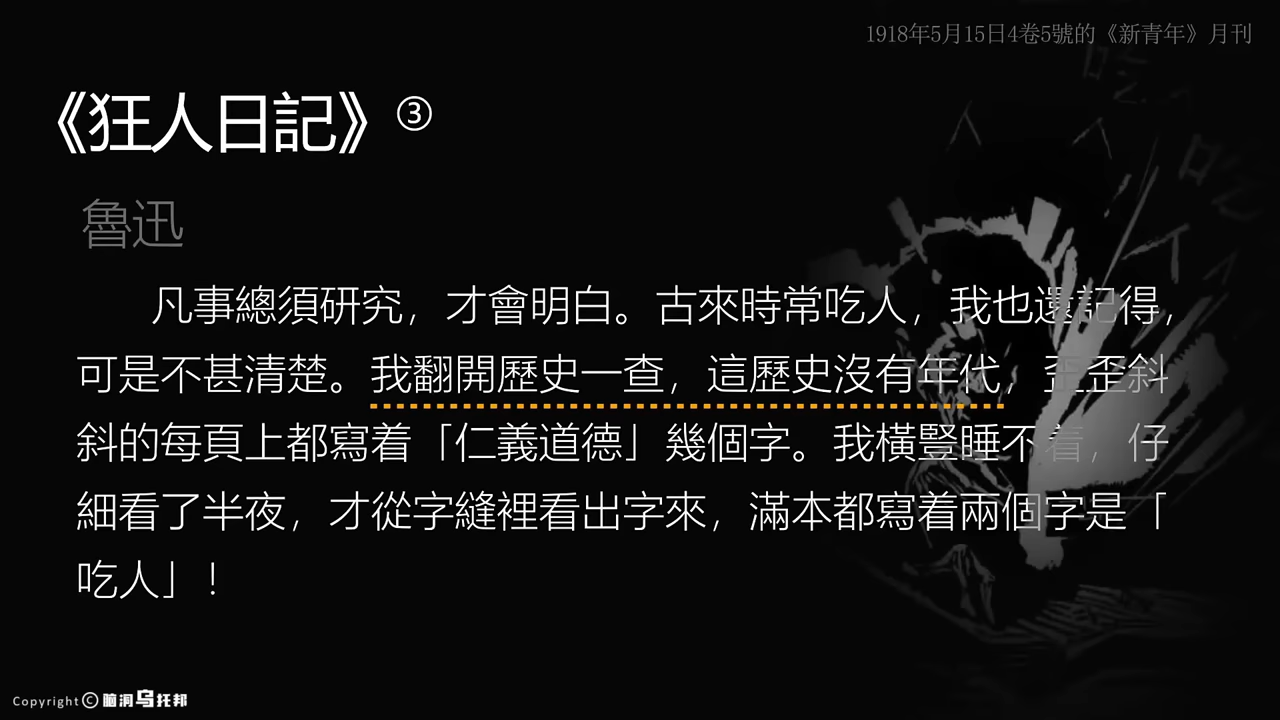 1918年5月15日4卷5號的《新青年》月刊
《狂人日記》③
魯迅
凡事總須研究，才會明白。古來時常吃人，我也還記得，
可是不甚清楚。我翻開歷史一查，這歷史沒有年代，歪歪斜
斜的每頁上都寫着「仁義道德」幾個字。我橫豎睡不着，仔
細看了半夜，才從字縫裡看出字來，滿本都寫着兩個字是「
吃人」！
Copyright©脑洞乌托邦